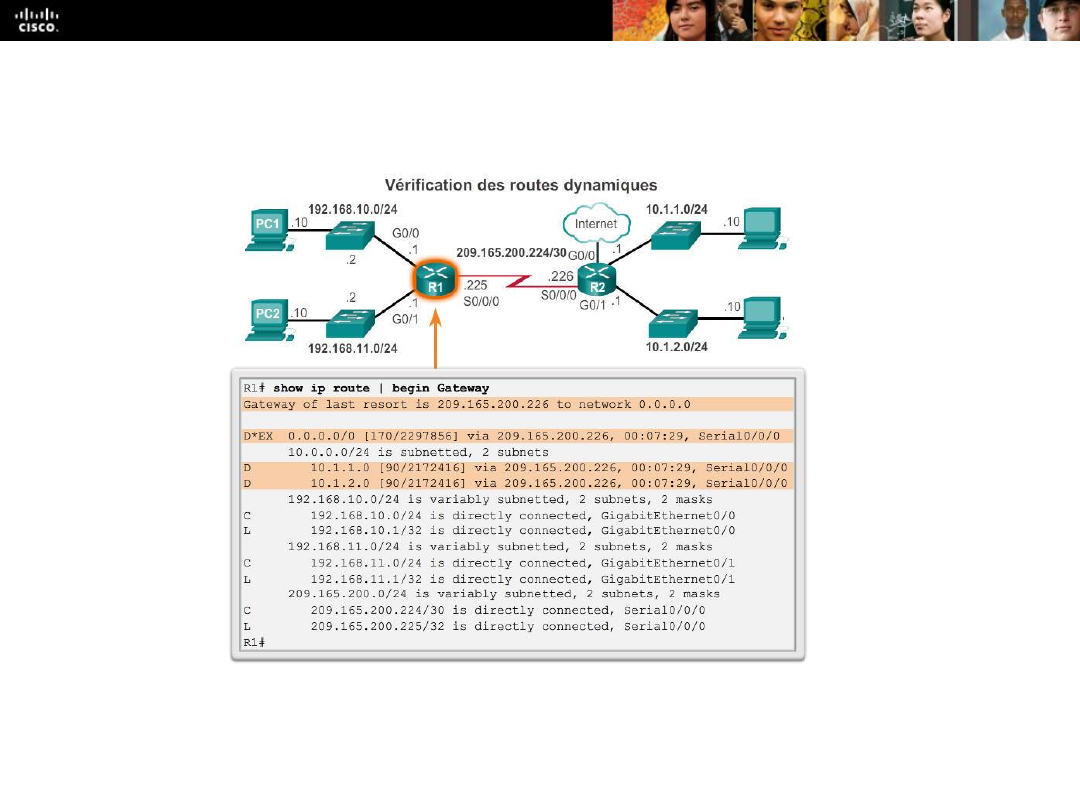 CISCO.
Vérification des routes dynamiques
192.168.10.0/24
10.1.1.0/24
PC1
.10
G0/0
.1
.2
209.165.200.224/30
Internet
G0/0
.1
.10
R1
.225
S0/0/0
.226
S0/0/0
R2
G0/1
.1
.2
.1
PC2
.10
G0/1
192.168.11.0/24
.10
10.1.2.0/24
R1# show ip route | begin Gateway
Gateway of last resort is 209.165.200.226 to network 0.0.0.0
D*EX 0.0.0.0/0 [170/2297856] via 209.165.200.226, 00:07:29, Serial0/0/0
10.0.0.0/24 is subnetted, 2 subnets
D 10.1.1.0 [90/2172416] via 209.165.200.226, 00:07:29, Serial0/0/0
D 10.1.2.0 [90/2172416] via 209.165.200.226, 00:07:29, Serial0/0/0
192.168.10.0/24 is variably subnetted, 2 subnets, 2 masks
C 192.168.10.0/24 is directly connected, GigabitEthernet0/0
L 192.168.10.1/32 is directly connected, GigabitEthernet0/0
192.168.11.0/24 is variably subnetted, 2 subnets, 2 masks
C 192.168.11.0/24 is directly connected, GigabitEthernet0/1
L 192.168.11.1/32 is directly connected, GigabitEthernet0/1
209.165.200.0/24 is variably subnetted, 2 subnets, 2 masks
C 209.165.200.224/30 is directly connected, Serial0/0/0
L 209.165.200.225/32 is directly connected, Serial0/0/0
R1#